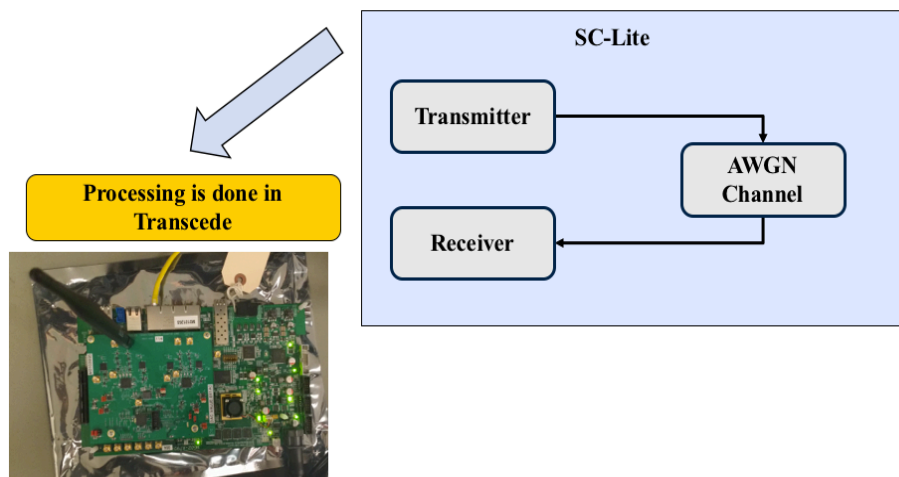 SC-Lite
Transmitter
AWGN
Channel
Receiver
Processing is done in
Transcede